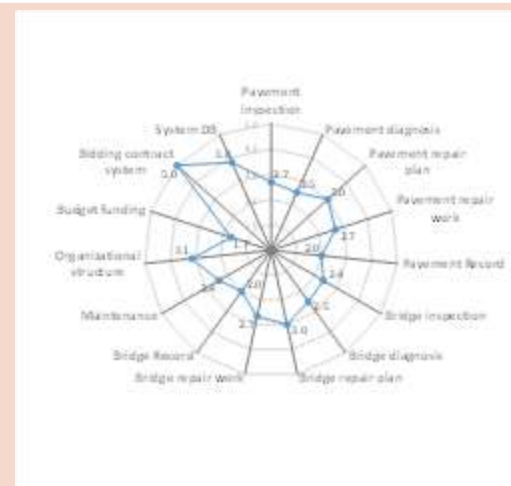 Pavement
inspection
System DB
Pavement diagnosis
Bidding contract
system
Pavement repair
plan
5.0
2.7
2.5
3.0
Budget funding
Pavement repair
work
2.7
Organizational
structure
3.1
2.0
Pavement Record
2.4
Maintenance
2.0
2.5
Bridge inspection
Bridge Record
2.7
3.0
Bridge diagnosis
Bridge repair work
Bridge repair plan